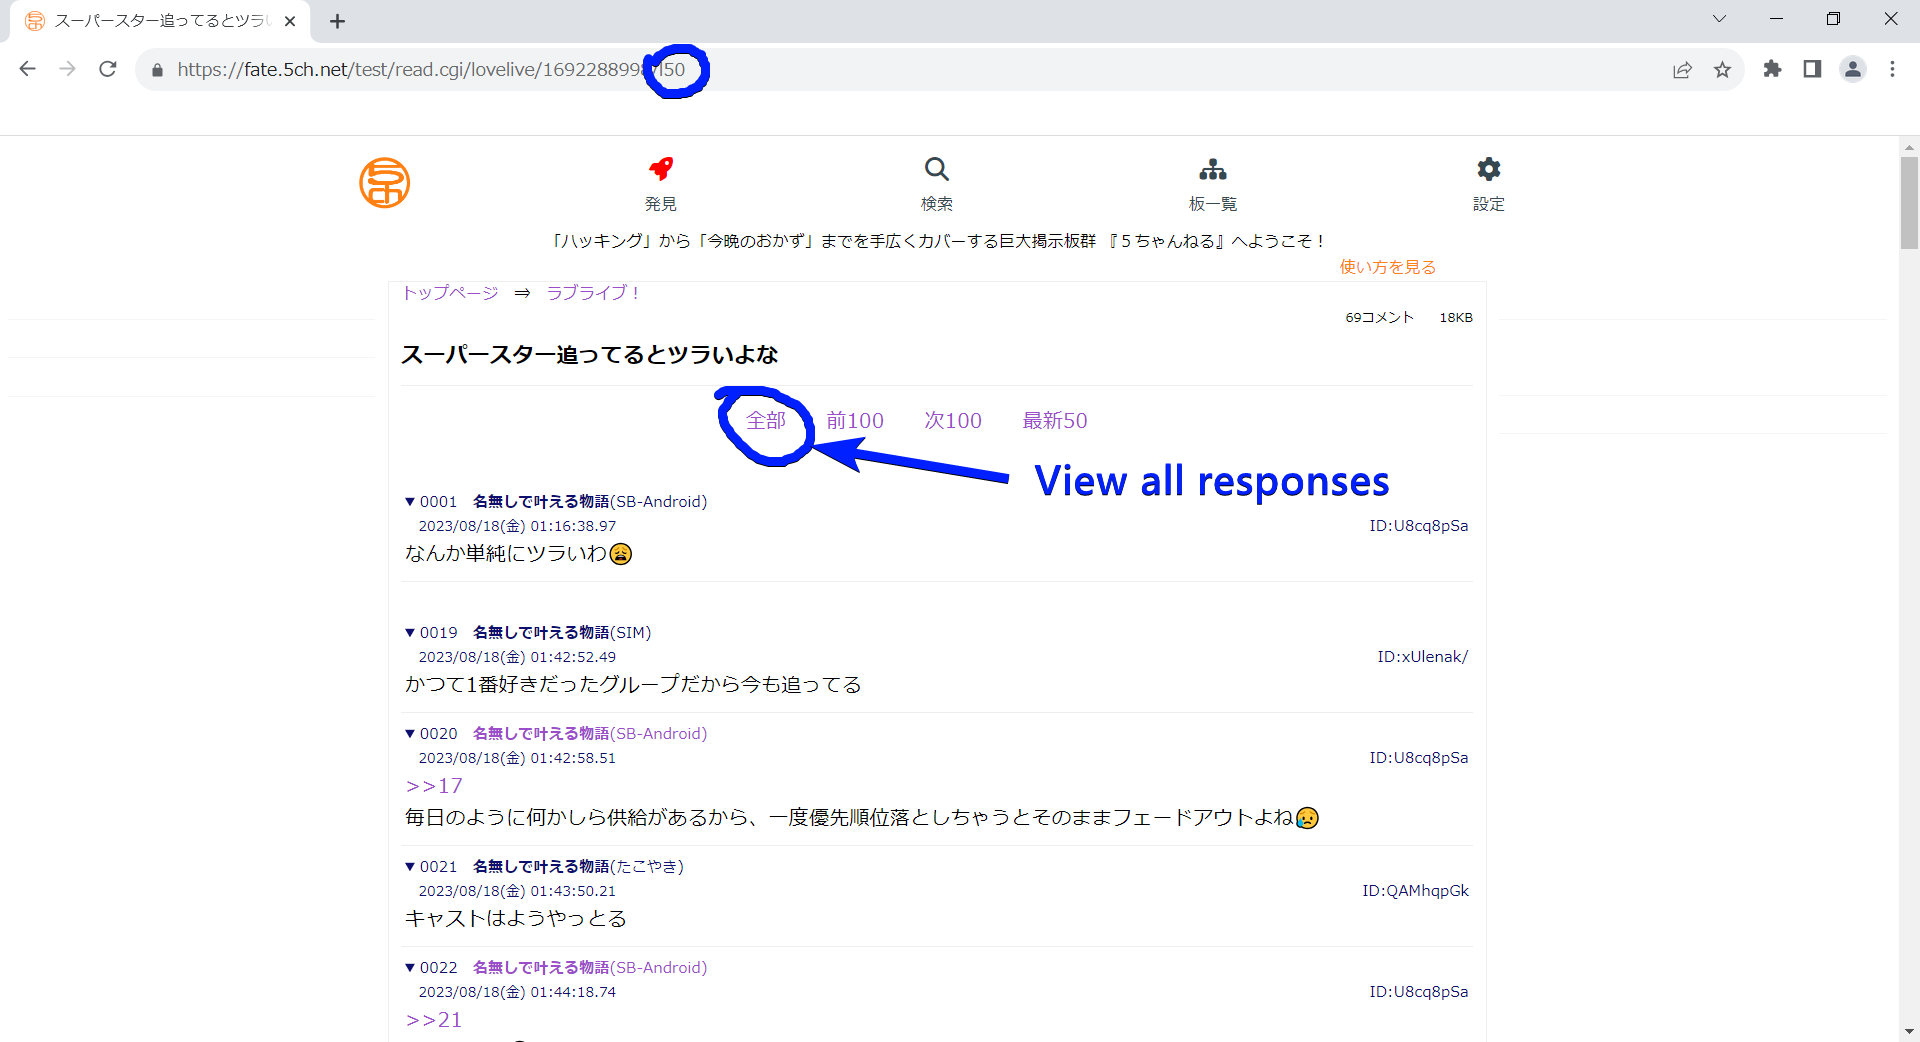 スーパースター追ってるとツラい
https://fate.5ch.net/test/read.cgi/lovelive/1692288998/l50
発見
検索
板一覧
設定
「ハッキング」から「今晩のおかず」までを手広くカバーする巨大掲示板群 『５ちゃんねる』へようこそ！
使い方を見る
トップページ ⇒ ラブライブ！
69コメント 18KB
スーパースター追ってるとツラいよな
全部 前100 次100 最新50
View all responses
▼ 0001 名無しで叶える物語(SB-Android)
2023/08/18(金) 01:16:38.97 ID:U8cq8pSa
なんか単純にツラいわ😩
▼ 0019 名無しで叶える物語(SIM)
2023/08/18(金) 01:42:52.49 ID:xUlenak/
かつて1番好きだったグループだから今も追ってる
▼ 0020 名無しで叶える物語(SB-Android)
2023/08/18(金) 01:42:58.51 ID:U8cq8pSa
>>17
毎日のように何かしら供給があるから、一度優先順位落としちゃうとそのままフェードアウトよね😥
▼ 0021 名無しで叶える物語(たこやき)
2023/08/18(金) 01:43:50.21 ID:QAMhqpGk
キャストはようやっとる
▼ 0022 名無しで叶える物語(SB-Android)
2023/08/18(金) 01:44:18.74 ID:U8cq8pSa
>>21